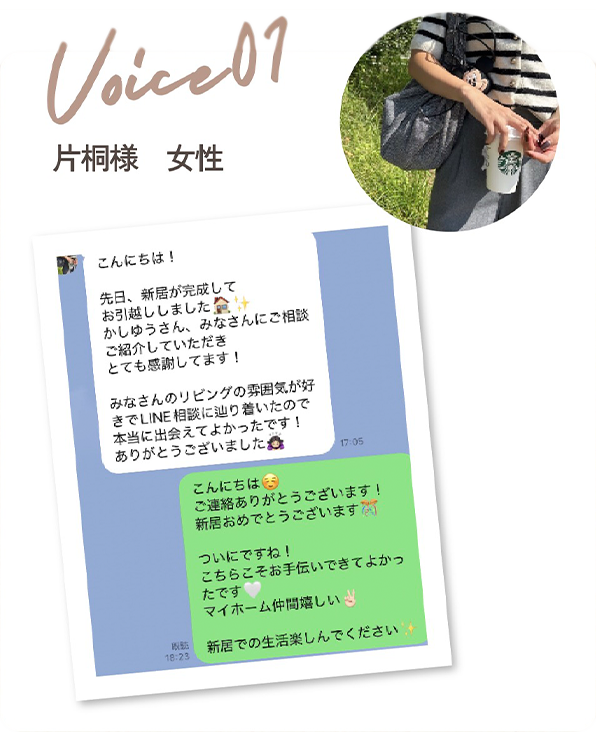 Voice01
片桐様　女性
こんにちは！
先日、新居が完成して
お引越ししました🏠✨
かしゆうさん、みなさんにご相談
ご紹介していただき
とても感謝してます！
みなさんのリビングの雰囲気が好
きでLINE相談に辿り着いたので
本当に出会えてよかったです！
ありがとうございました🙇🏻‍♀️
17:05
こんにちは☺️
ご連絡ありがとうございます！
新居おめでとうございます🎊
ついにですね！
こちらこそお手伝いできてよかっ
たです🤍
マイホーム仲間嬉しい✌🏻
新居での生活楽しんでください✨
既読
18:23